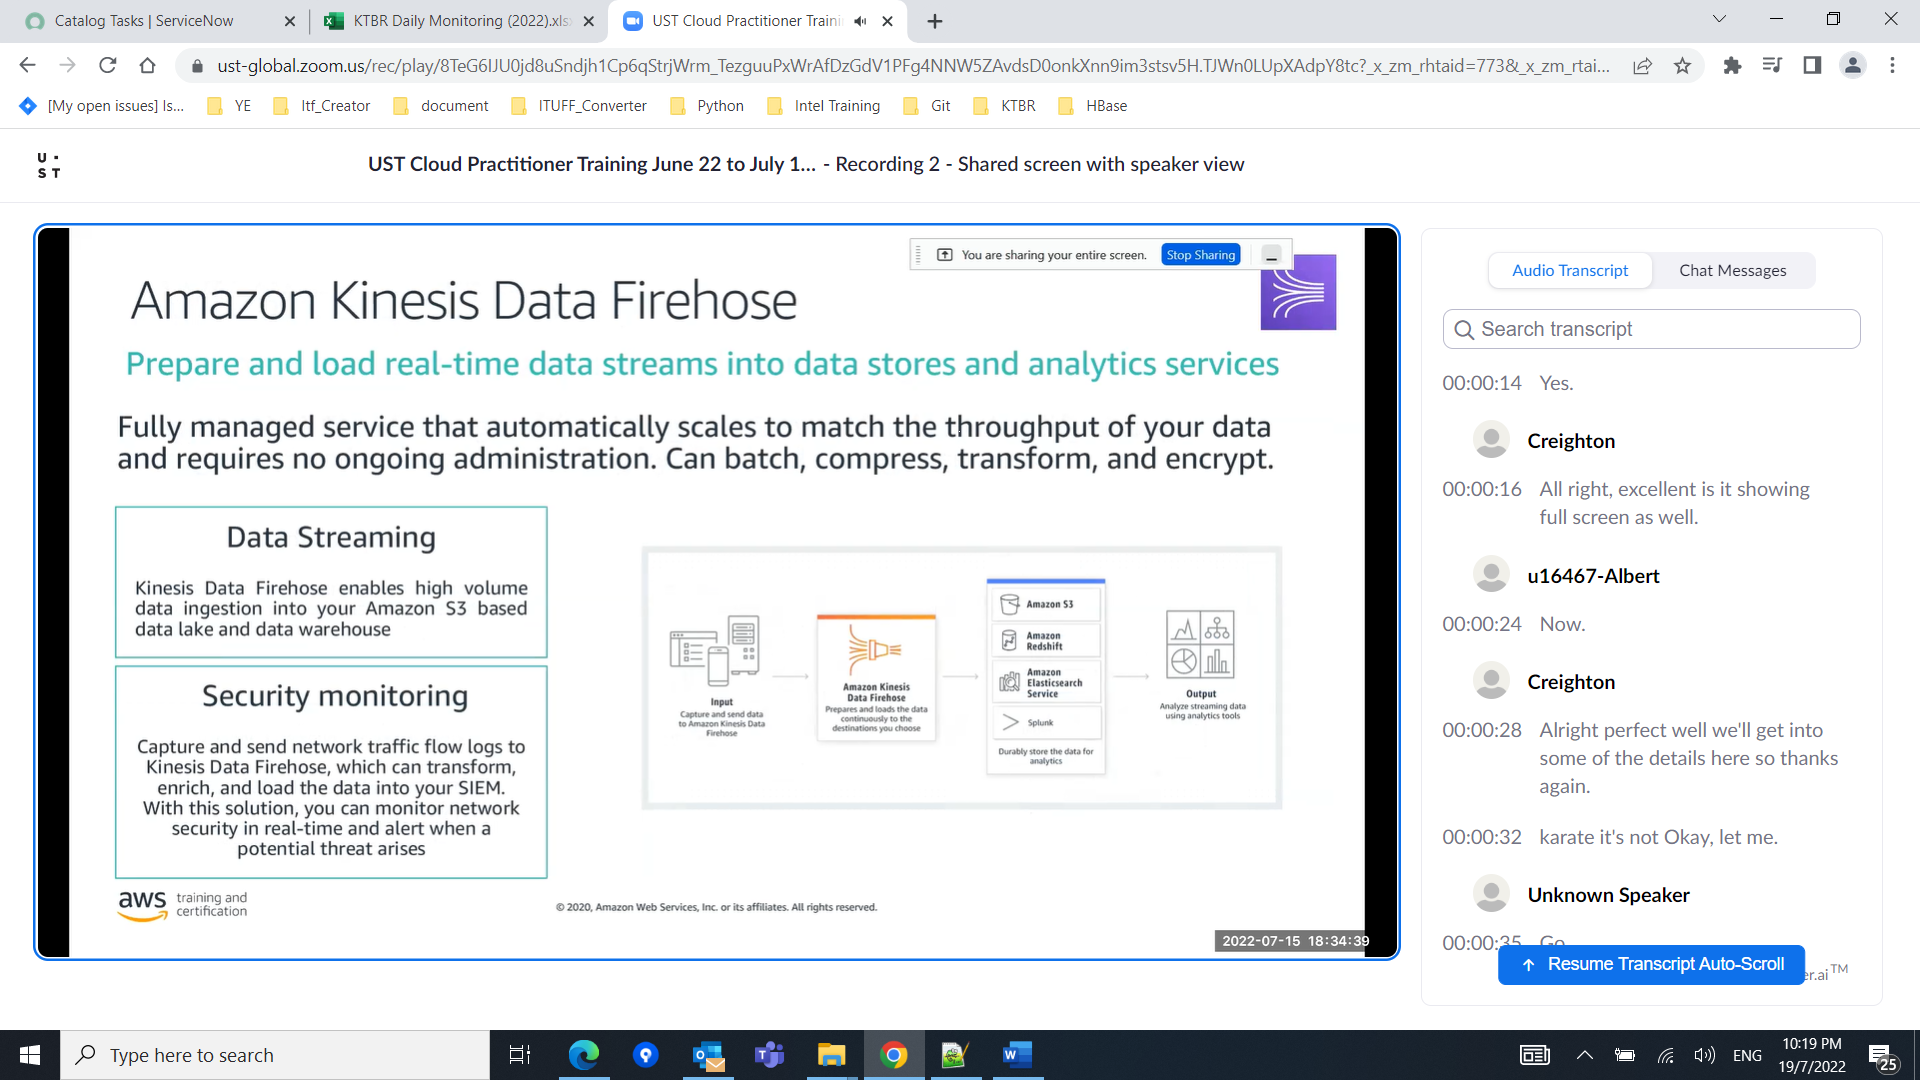 Catalog Tasks | ServiceNow
KTBR Daily Monitoring (2022).xls
UST Cloud Practitioner Traini
ust-global.zoom.us/rec/play/8TeG6IJU0jd8uSndjh1Cp6qStrjWrm_TezguuPxWrAfDzGdV1PFg4NNW5ZAvdsD0onkXnn9im3stsv5H.TJWn0LUpXAdpY8tc?_x_zm_rhtaid=773&_x_zm_rtai...
[My open issues] Is...
YE
Itf_Creator
document
ITUFF_Converter
Python
Intel Training
Git
KTBR
HBase
U · ST
UST Cloud Practitioner Training June 22 to July 1... - Recording 2 - Shared screen with speaker view
You are sharing your entire screen. Stop Sharing
Amazon Kinesis Data Firehose
Prepare and load real-time data streams into data stores and analytics services
Fully managed service that automatically scales to match the throughput of your data
and requires no ongoing administration. Can batch, compress, transform, and encrypt.
Data Streaming
Kinesis Data Firehose enables high volume
data ingestion into your Amazon S3 based
data lake and data warehouse
Security monitoring
Capture and send network traffic flow logs to
Kinesis Data Firehose, which can transform,
enrich, and load the data into your SIEM.
With this solution, you can monitor network
security in real-time and alert when a
potential threat arises
Input
Capture and send data
to Amazon Kinesis Data
Firehose
Amazon Kinesis
Data Firehose
Prepares and loads the data
continuously to the
destinations you choose
Amazon S3
Amazon
Redshift
Amazon
Elasticsearch
Service
Splunk
Durably store the data for
analytics
Output
Analyze streaming data
using analytics tools
aws training and
certification
© 2020, Amazon Web Services, Inc. or its affiliates. All rights reserved.
2022-07-15 18:34:39
Audio Transcript
Chat Messages
Search transcript
00:00:14 Yes.
Creighton
00:00:16 All right, excellent is it showing
full screen as well.
u16467-Albert
00:00:24 Now.
Creighton
00:00:28 Alright perfect well we'll get into
some of the details here so thanks
again.
00:00:32 karate it's not Okay, let me.
Unknown Speaker
00:00:35 Go
Resume Transcript Auto-Scroll
er.ai™
Type here to search
ENG
10:19 PM
19/7/2022
25